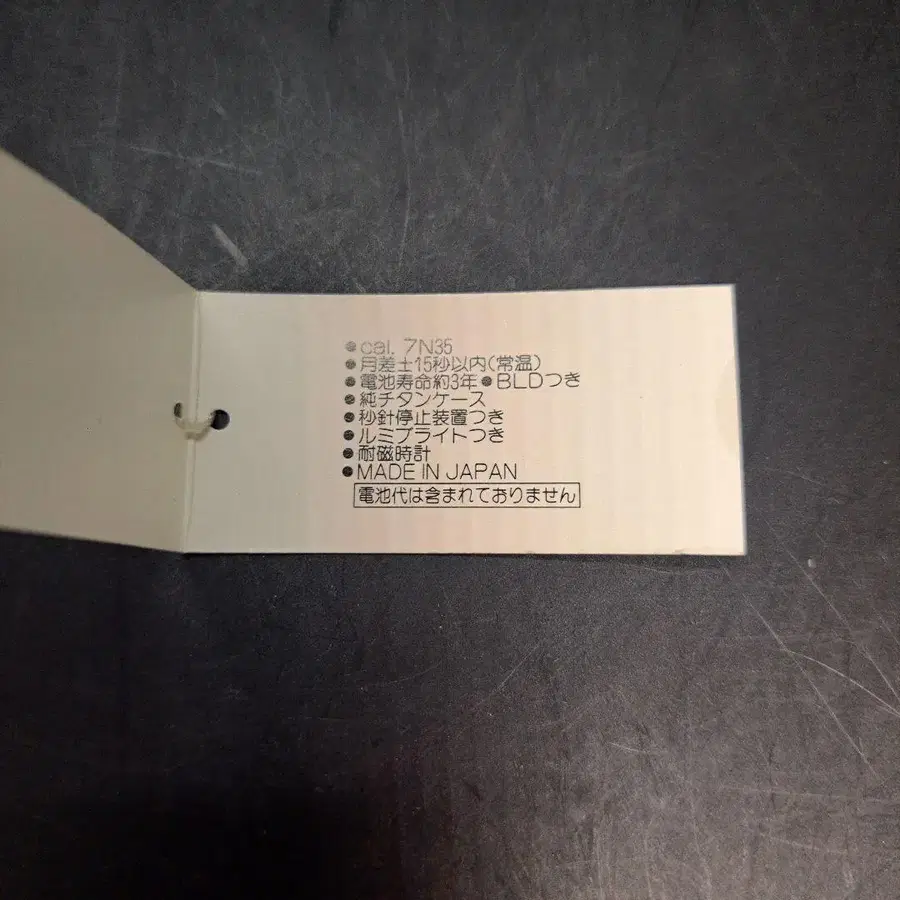 ●cal. 7N35
●月差±15秒以内(常温)
●電池寿命約3年●BLDつき
●純チタンケース
●秒針停止装置つき
●ルミブライトつき
●耐磁時計
●MADE IN JAPAN
電池代は含まれておりません